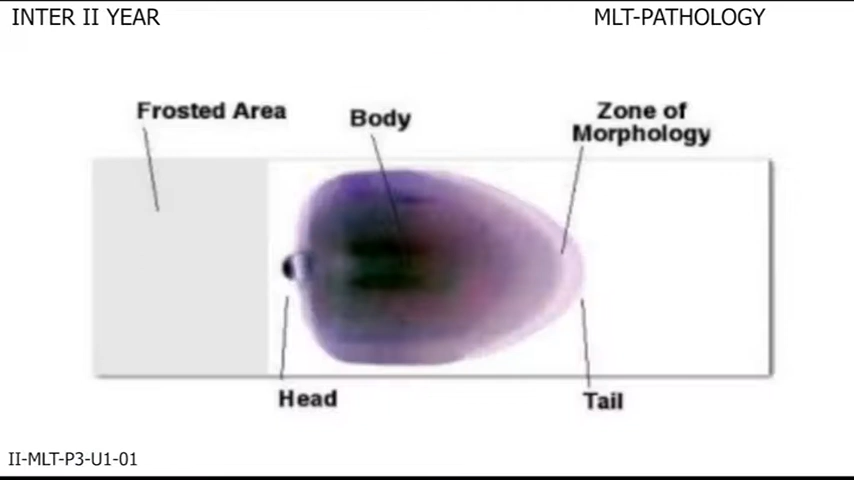 INTER II YEAR
MLT-PATHOLOGY
Frosted Area
Body
Zone of
Morphology
Head
Tail
II-MLT-P3-U1-01